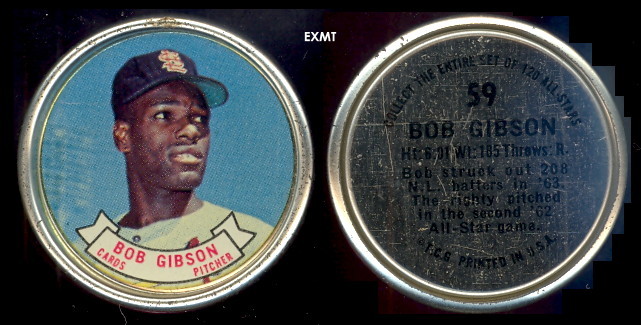 EXMT
STL
BOB GIBSON
CARDS PITCHER
COLLECT THE ENTIRE SET OF 120 ALL-STARS
59
BOB GIBSON
Ht. 6.01 Wt: 185 Throws: R.
Bob struck out 208
N.L. batters in '63.
The righty pitched
in the second '62
All-Star game.
© T.C.G. PRINTED IN U.S.A.